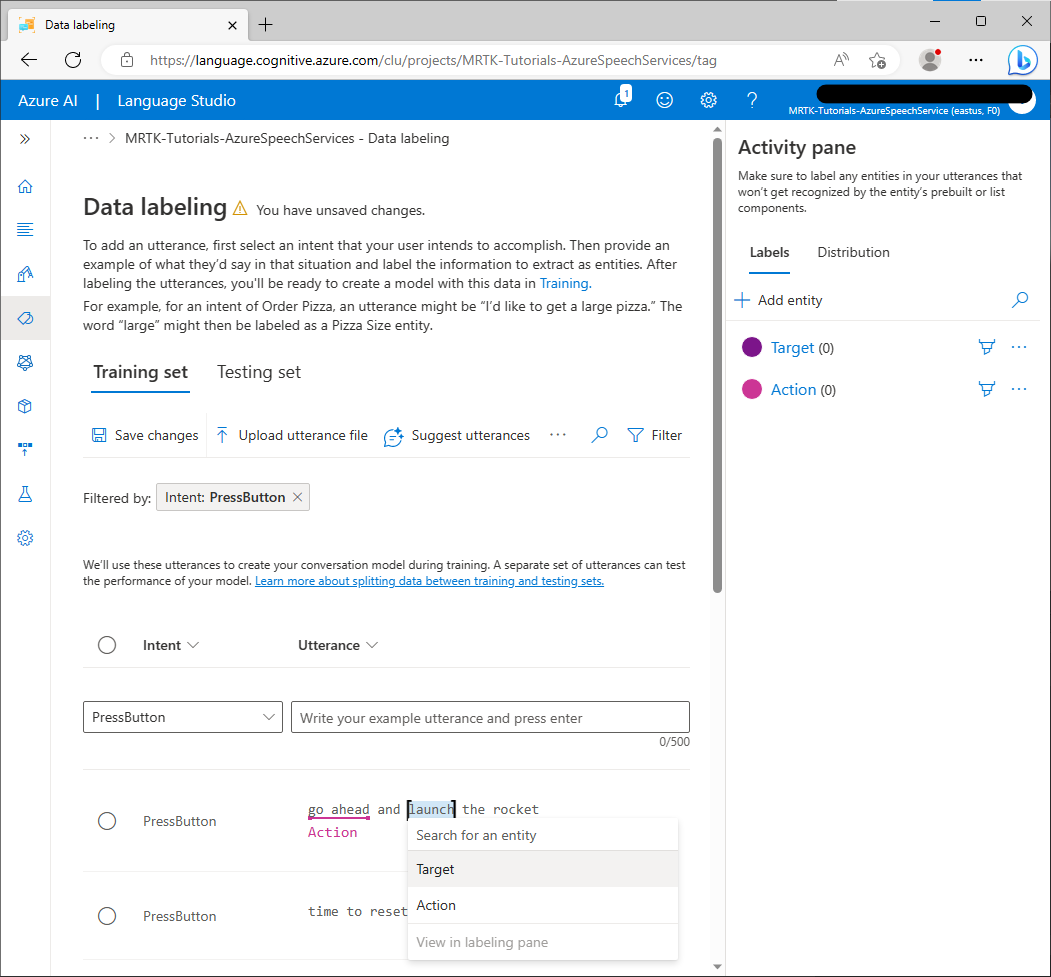 Data labeling
https://language.cognitive.azure.com/clu/projects/MRTK-Tutorials-AzureSpeechServices/tag
Azure AI | Language Studio
1
MRTK-Tutorials-AzureSpeechService (eastus, F0)
MRTK-Tutorials-AzureSpeechServices - Data labeling
Data labeling
You have unsaved changes.
To add an utterance, first select an intent that your user intends to accomplish. Then provide an
example of what they’d say in that situation and label the information to extract as entities. After
labeling the utterances, you'll be ready to create a model with this data in Training.
For example, for an intent of Order Pizza, an utterance might be “I’d like to get a large pizza.” The
word “large” might then be labeled as a Pizza Size entity.
Training set Testing set
Save changes Upload utterance file Suggest utterances ··· Filter
Filtered by: Intent: PressButton
We’ll use these utterances to create your conversation model during training. A separate set of utterances can test
the performance of your model. Learn more about splitting data between training and testing sets.
Intent Utterance
PressButton Write your example utterance and press enter
0/500
PressButton go ahead and launch the rocket
Action
Search for an entity
Target
Action
View in labeling pane
PressButton time to reset
Activity pane
Make sure to label any entities in your utterances that
won’t get recognized by the entity’s prebuilt or list
components.
Labels Distribution
Add entity
Target (0)
Action (0)